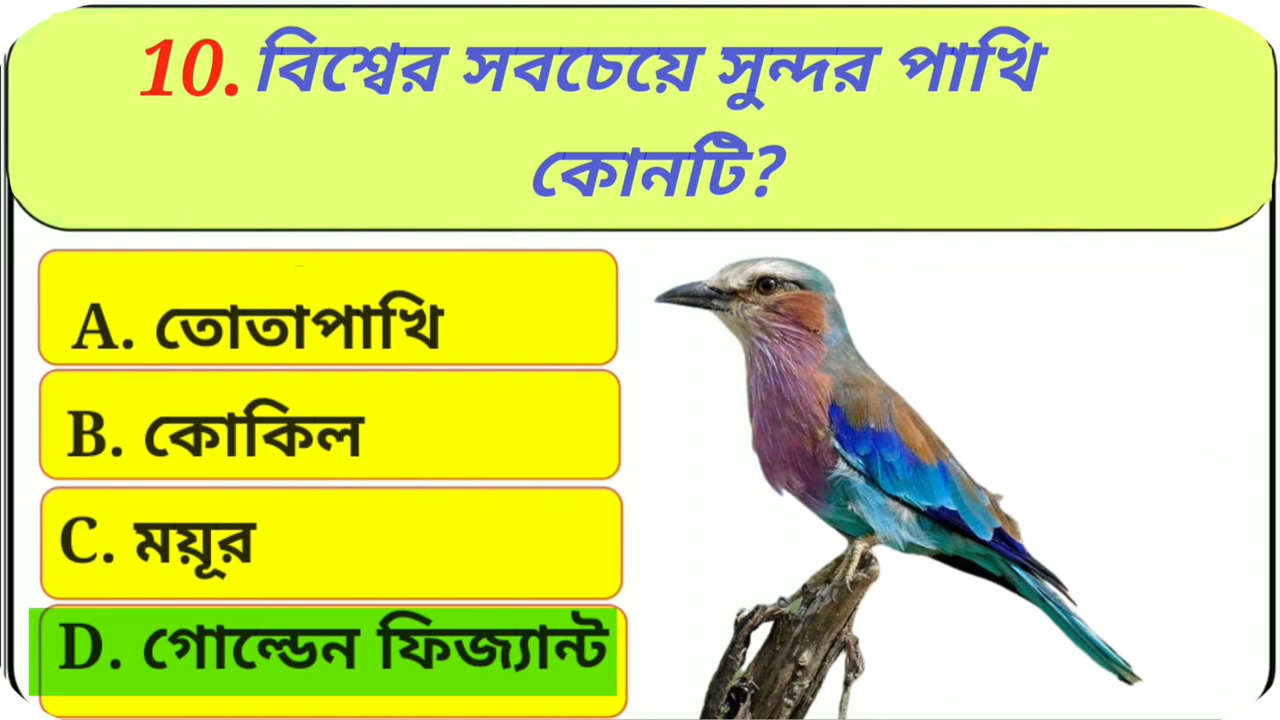 10. বিশ্বের সবচেয়ে সুন্দর পাখি
কোনটি?
A. তোতাপাখি
B. কোকিল
C. ময়ূর
D. গোল্ডেন ফিজ্যান্ট